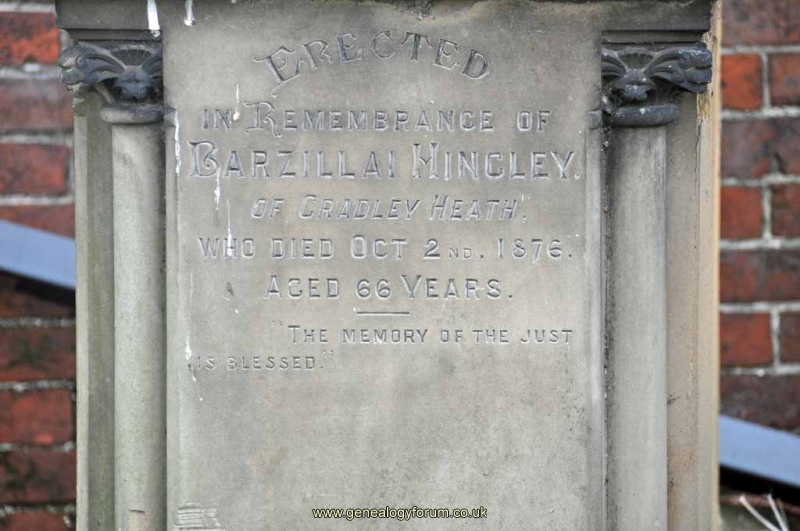 ERECTED
IN REMEMBRANCE OF
BARZILLAI HINGLEY,
OF CRADLEY HEATH,
WHO DIED OCT 2ND. 1876.
AGED 66 YEARS.
"THE MEMORY OF THE JUST
IS BLESSED."
www.genealogyforum.co.uk